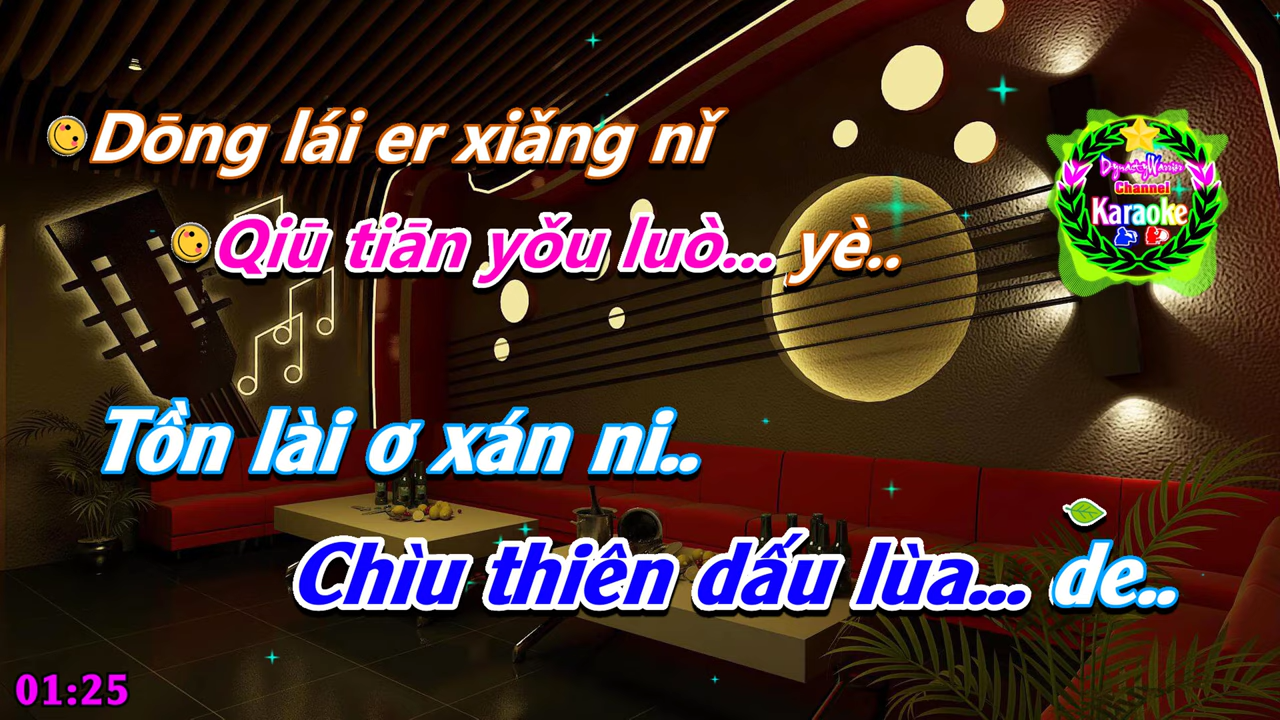 Dōng lái er xiǎng nǐ
Qiū tiān yǒu luò... yè..
DynastyWarrior
Channel
Karaoke
Tồn lài ơ xán ni..
Chìu thiên dấu lùa... de..
01:25